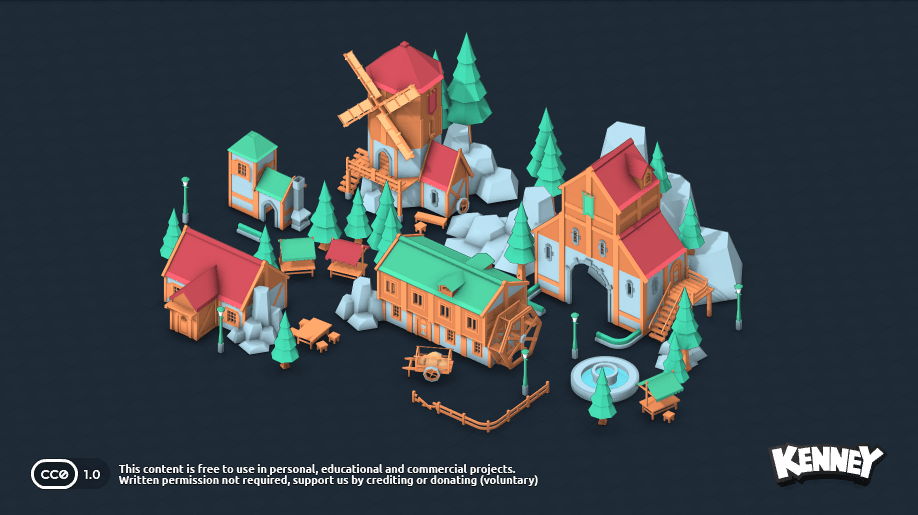 CC0 1.0
This content is free to use in personal, educational and commercial projects.
Written permission not required, support us by crediting or donating (voluntary)
KENNEY